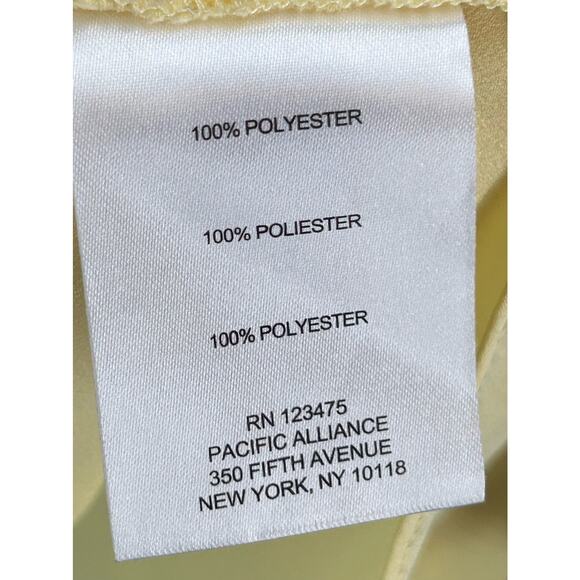 100% POLYESTER
100% POLIESTER
100% POLYESTER
RN 123475
PACIFIC ALLIANCE
350 FIFTH AVENUE
NEW YORK, NY 10118